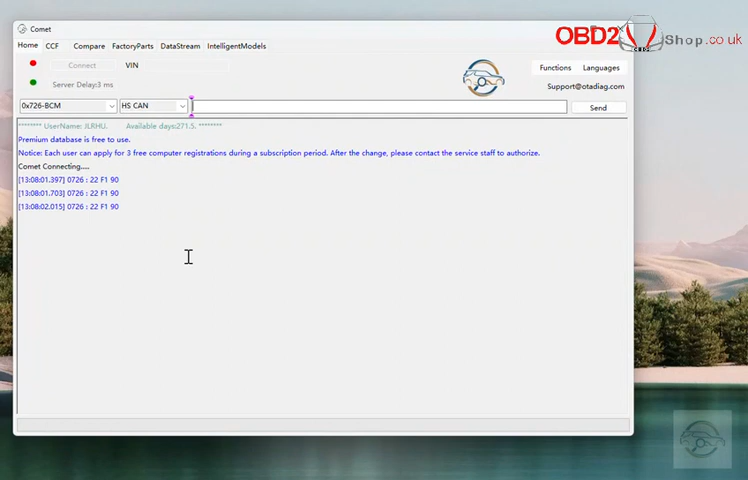 Comet
OBD2Shop.co.uk
Home CCF Compare FactoryParts DataStream IntelligentModels
Connect VIN
Functions Languages
Server Delay:3 ms
Support@otadiag.com
0x726-BCM HS CAN Send
******** UserName: JLRHU. Available days:271.5. ********
Premium database is free to use.
Notice: Each user can apply for 3 free computer registrations during a subscription period. After the change, please contact the service staff to authorize.
Comet Connecting.....
[13:08:01.397] 0726 : 22 F1 90
[13:08:01.703] 0726 : 22 F1 90
[13:08:02.015] 0726 : 22 F1 90